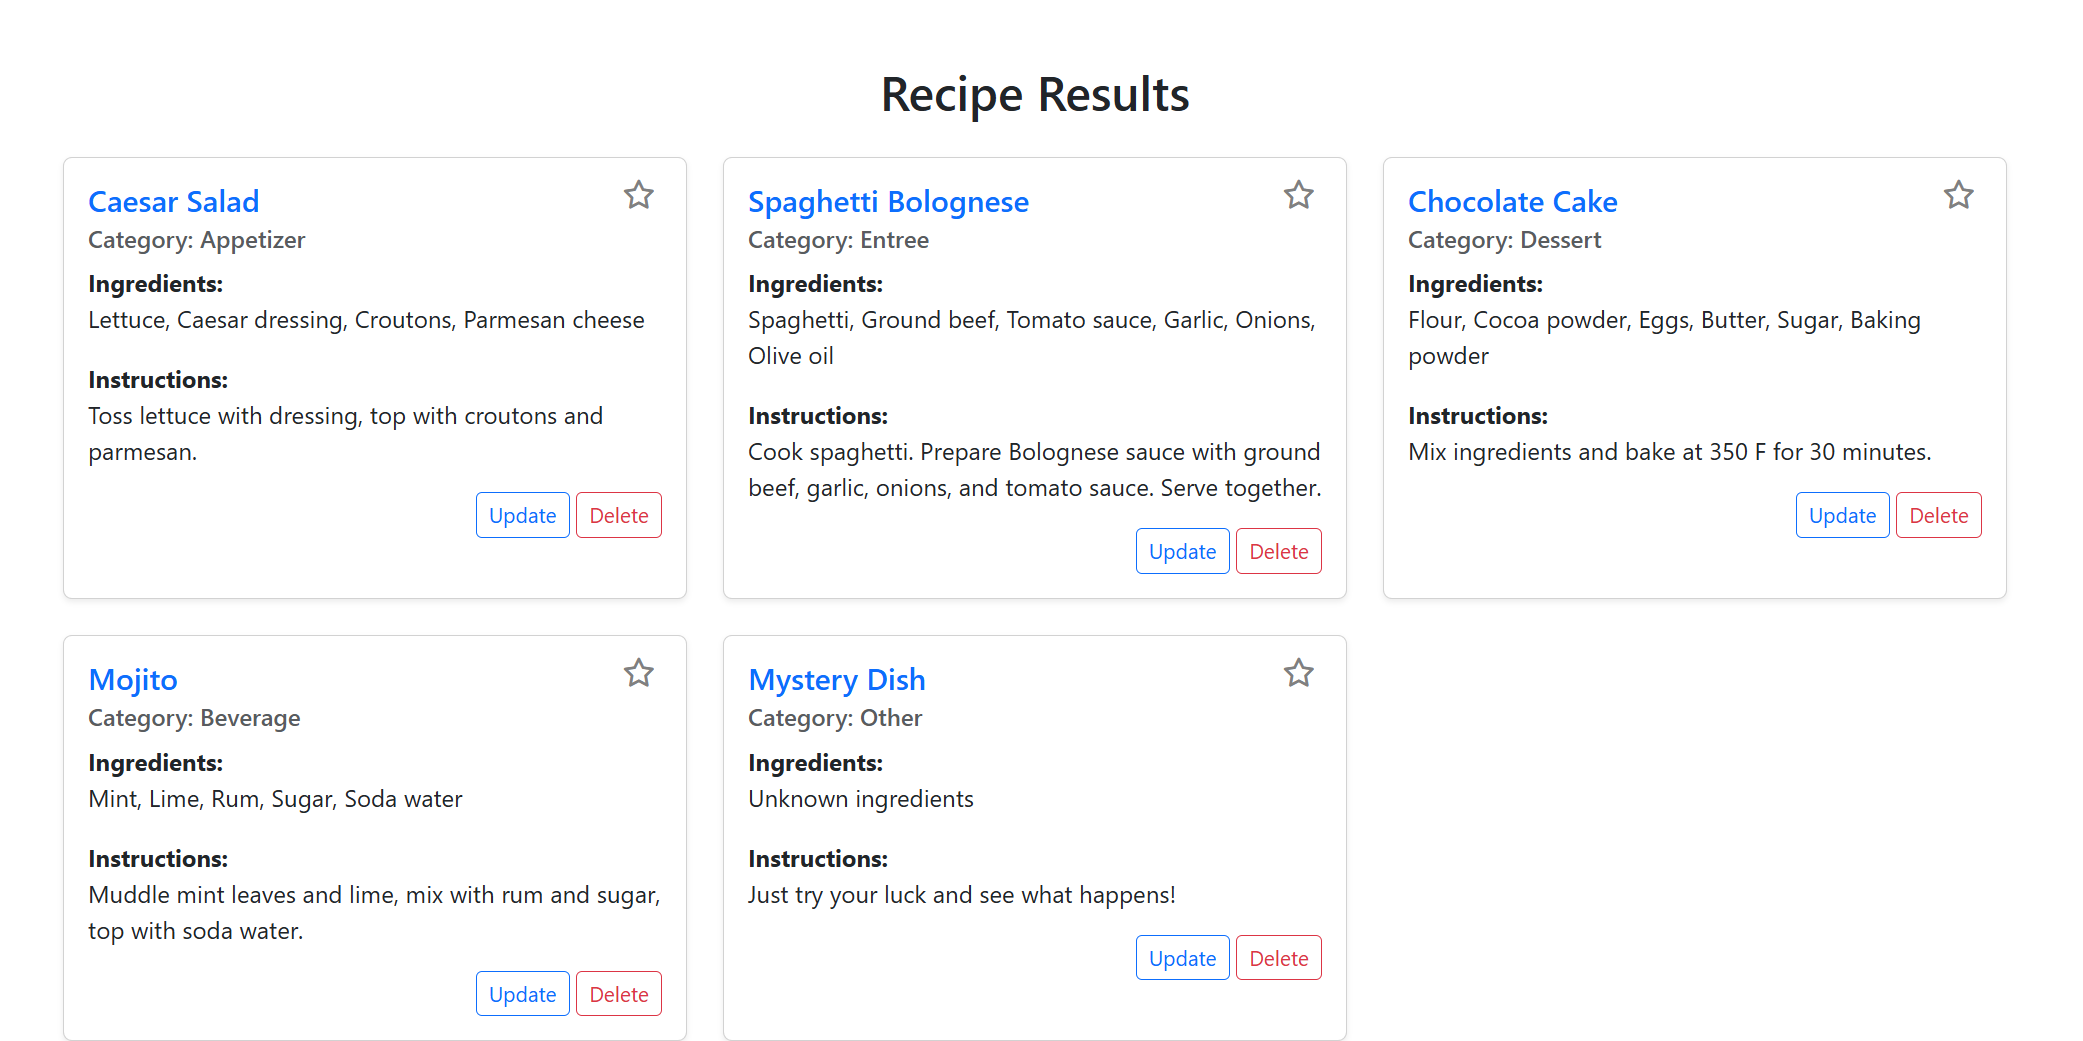 Recipe Results
Caesar Salad
Category: Appetizer
Ingredients:
Lettuce, Caesar dressing, Croutons, Parmesan cheese
Instructions:
Toss lettuce with dressing, top with croutons and
parmesan.
Update Delete
Spaghetti Bolognese
Category: Entree
Ingredients:
Spaghetti, Ground beef, Tomato sauce, Garlic, Onions,
Olive oil
Instructions:
Cook spaghetti. Prepare Bolognese sauce with ground
beef, garlic, onions, and tomato sauce. Serve together.
Update Delete
Chocolate Cake
Category: Dessert
Ingredients:
Flour, Cocoa powder, Eggs, Butter, Sugar, Baking
powder
Instructions:
Mix ingredients and bake at 350 F for 30 minutes.
Update Delete
Mojito
Category: Beverage
Ingredients:
Mint, Lime, Rum, Sugar, Soda water
Instructions:
Muddle mint leaves and lime, mix with rum and sugar,
top with soda water.
Update Delete
Mystery Dish
Category: Other
Ingredients:
Unknown ingredients
Instructions:
Just try your luck and see what happens!
Update Delete